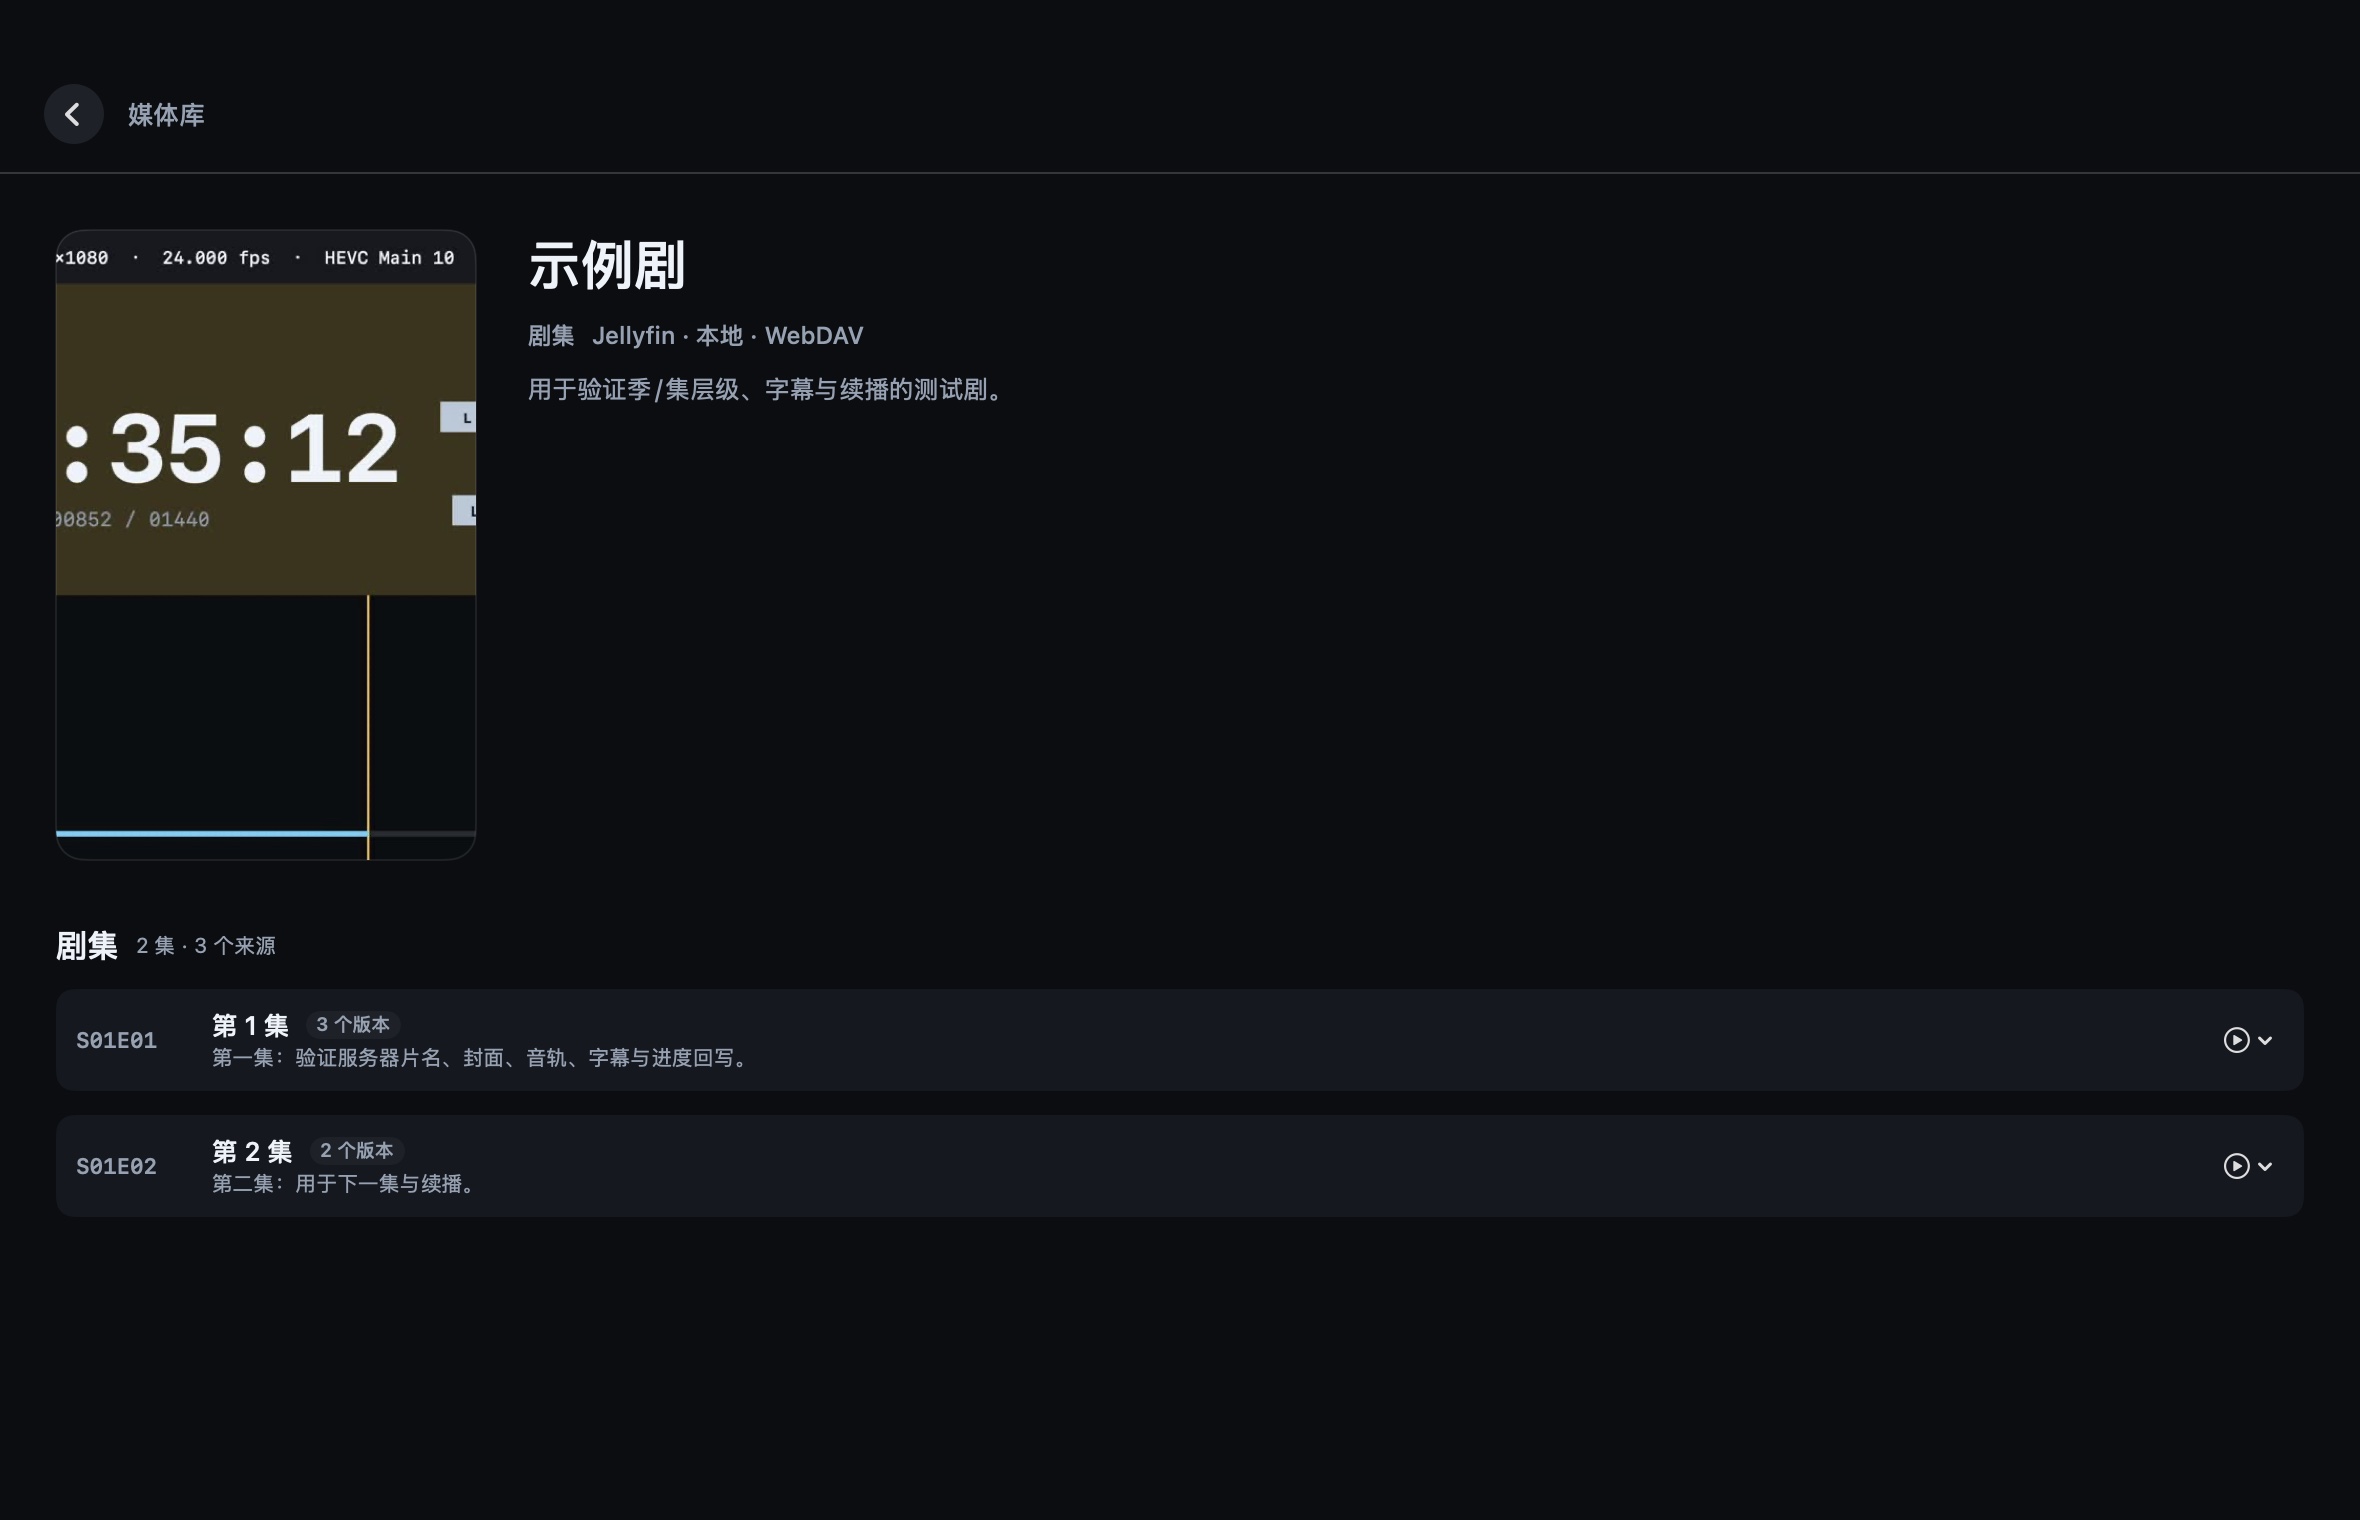 媒体库
×1080 · 24.000 fps · HEVC Main 10
:35:12
L
00852 / 01440
L
示例剧
剧集 Jellyfin · 本地 · WebDAV
用于验证季/集层级、字幕与续播的测试剧。
剧集 2 集 · 3 个来源
S01E01
第 1 集 3 个版本
第一集：验证服务器片名、封面、音轨、字幕与进度回写。
S01E02
第 2 集 2 个版本
第二集：用于下一集与续播。